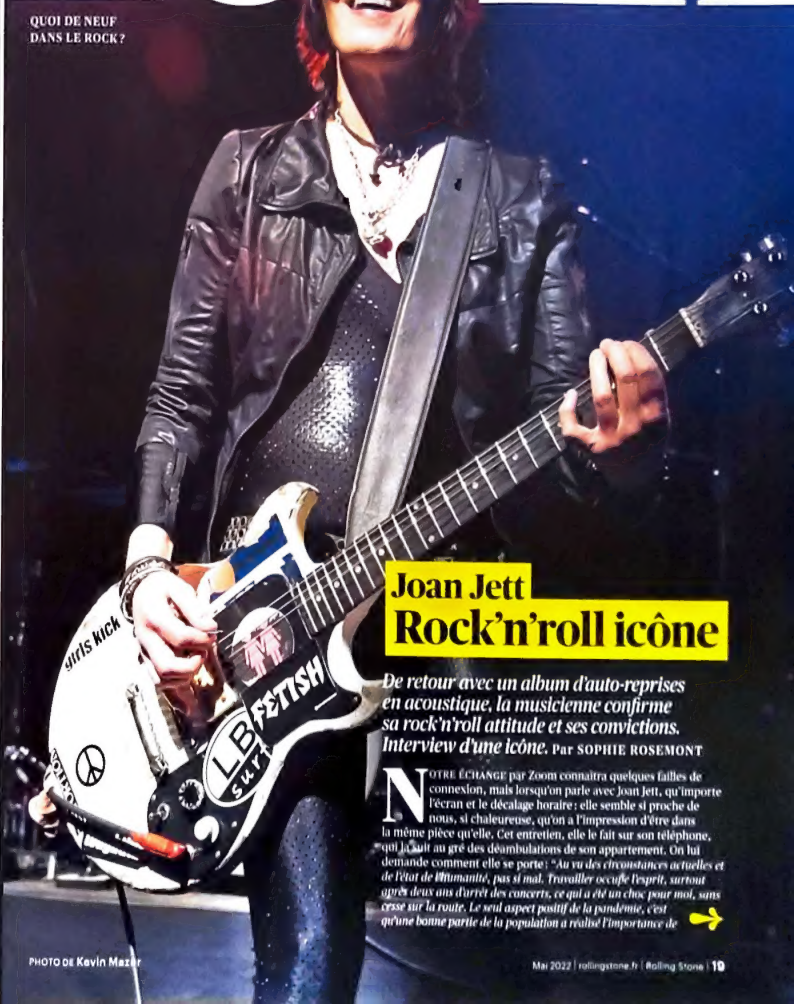 QUOI DE NEUF
DANS LE ROCK?
girls kick
FETISH
LB
surf
Joan Jett
Rock'n'roll icône
De retour avec un album d'auto-reprises
en acoustique, la musicienne confirme
sa rock'n'roll attitude et ses convictions.
Interview d'une icône. Par SOPHIE ROSEMONT
NOTRE ÉCHANGE par Zoom connaitra quelques failles de
connexion, mais lorsqu'on parle avec Joan Jett, qu'importe
l'écran et le décalage horaire : elle semble si proche de
nous, si chaleureuse, qu'on a l'impression d'être dans
la même pièce qu'elle. Cet entretien, elle le fait sur son téléphone,
qui la suit au gré des déambulations de son appartement. On lui
demande comment elle se porte : "Au vu des circonstances actuelles et
de l'état de l'humanité, pas si mal. Travailler occupe l'esprit, surtout
après deux ans d'arrêt des concerts, ce qui a été un choc pour moi, sans
cesse sur la route. Le seul aspect positif de la pandémie, c'est
qu'une bonne partie de la population a réalisé l'importance de
PHOTO DE Kevin Mazur
Mai 2022 | rollingstone.fr | Rolling Stone | 19